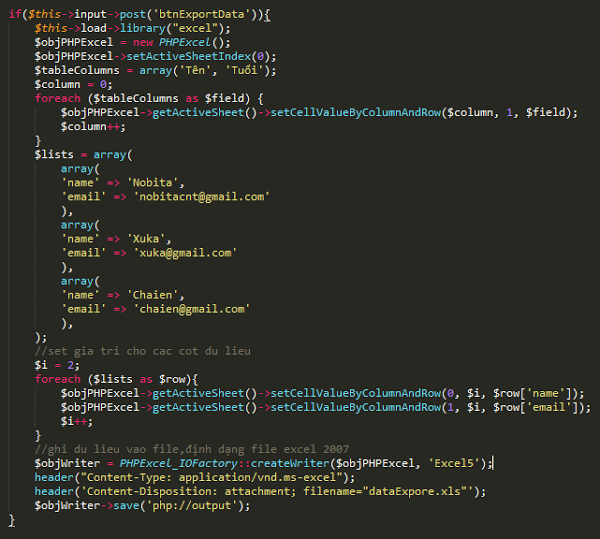 if($this->input->post('btnExportData')){
    $this->load->library("excel");
    $objPHPExcel = new PHPExcel();
    $objPHPExcel->setActiveSheetIndex(0);
    $tableColumns = array('Tên', 'Tuổi');
    $column = 0;
    foreach ($tableColumns as $field) {
        $objPHPExcel->getActiveSheet()->setCellValueByColumnAndRow($column, 1, $field);
        $column++;
    }
    $lists = array(
        array(
        'name' => 'Nobita',
        'email' => 'nobitacnt@gmail.com'
        ),
        array(
        'name' => 'Xuka',
        'email' => 'xuka@gmail.com'
        ),
        array(
        'name' => 'Chaien',
        'email' => 'chaien@gmail.com'
        ),
    );
    //set gia tri cho cac cot du lieu
    $i = 2;
    foreach ($lists as $row){
        $objPHPExcel->getActiveSheet()->setCellValueByColumnAndRow(0, $i, $row['name']);
        $objPHPExcel->getActiveSheet()->setCellValueByColumnAndRow(1, $i, $row['email']);
        $i++;
    }
    //ghi du lieu vao file,định dạng file excel 2007
    $objWriter = PHPExcel_IOFactory::createWriter($objPHPExcel, 'Excel5');
    header("Content-Type: application/vnd.ms-excel");
    header('Content-Disposition: attachment; filename="dataExpore.xls"');
    $objWriter->save('php://output');
}